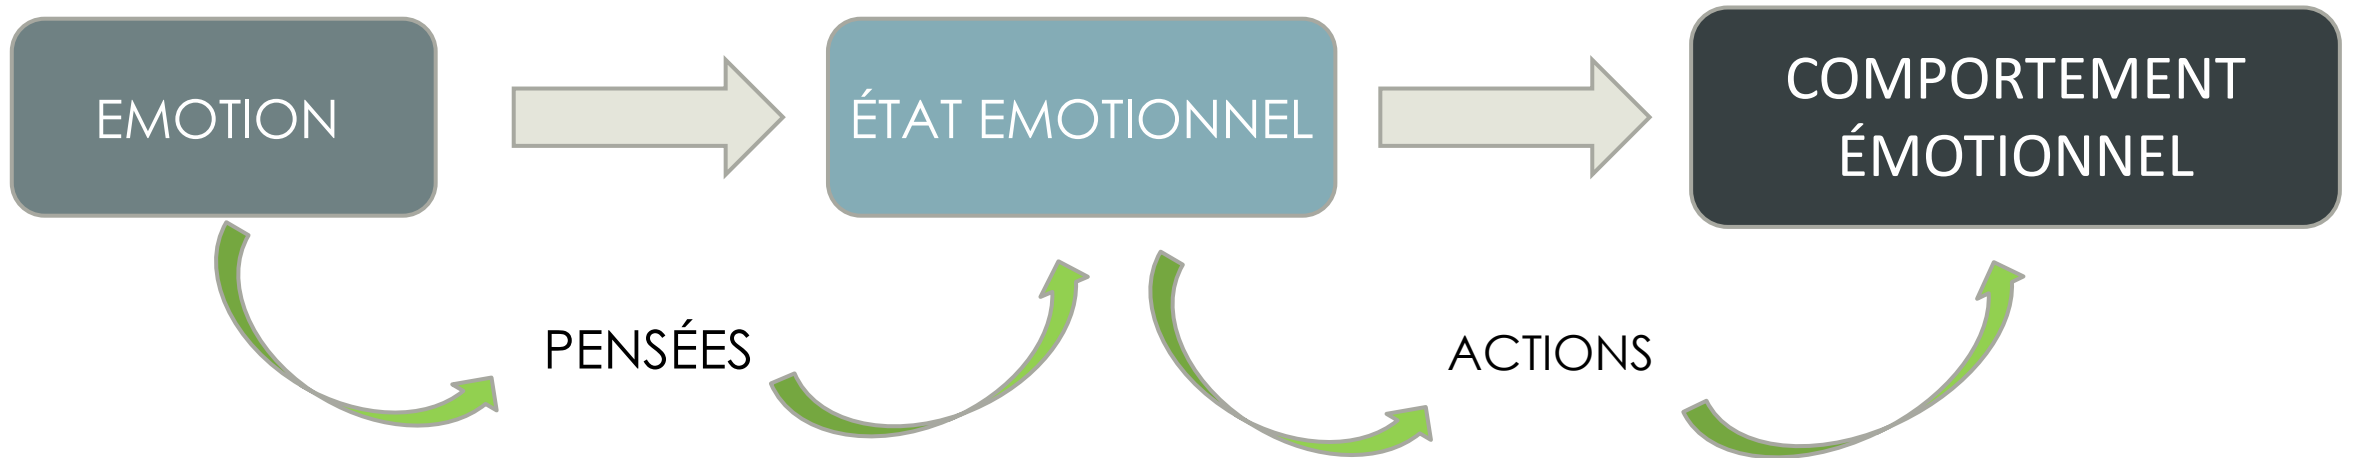 EMOTION
ÉTAT EMOTIONNEL
COMPORTEMENT
ÉMOTIONNEL
PENSÉES
ACTIONS